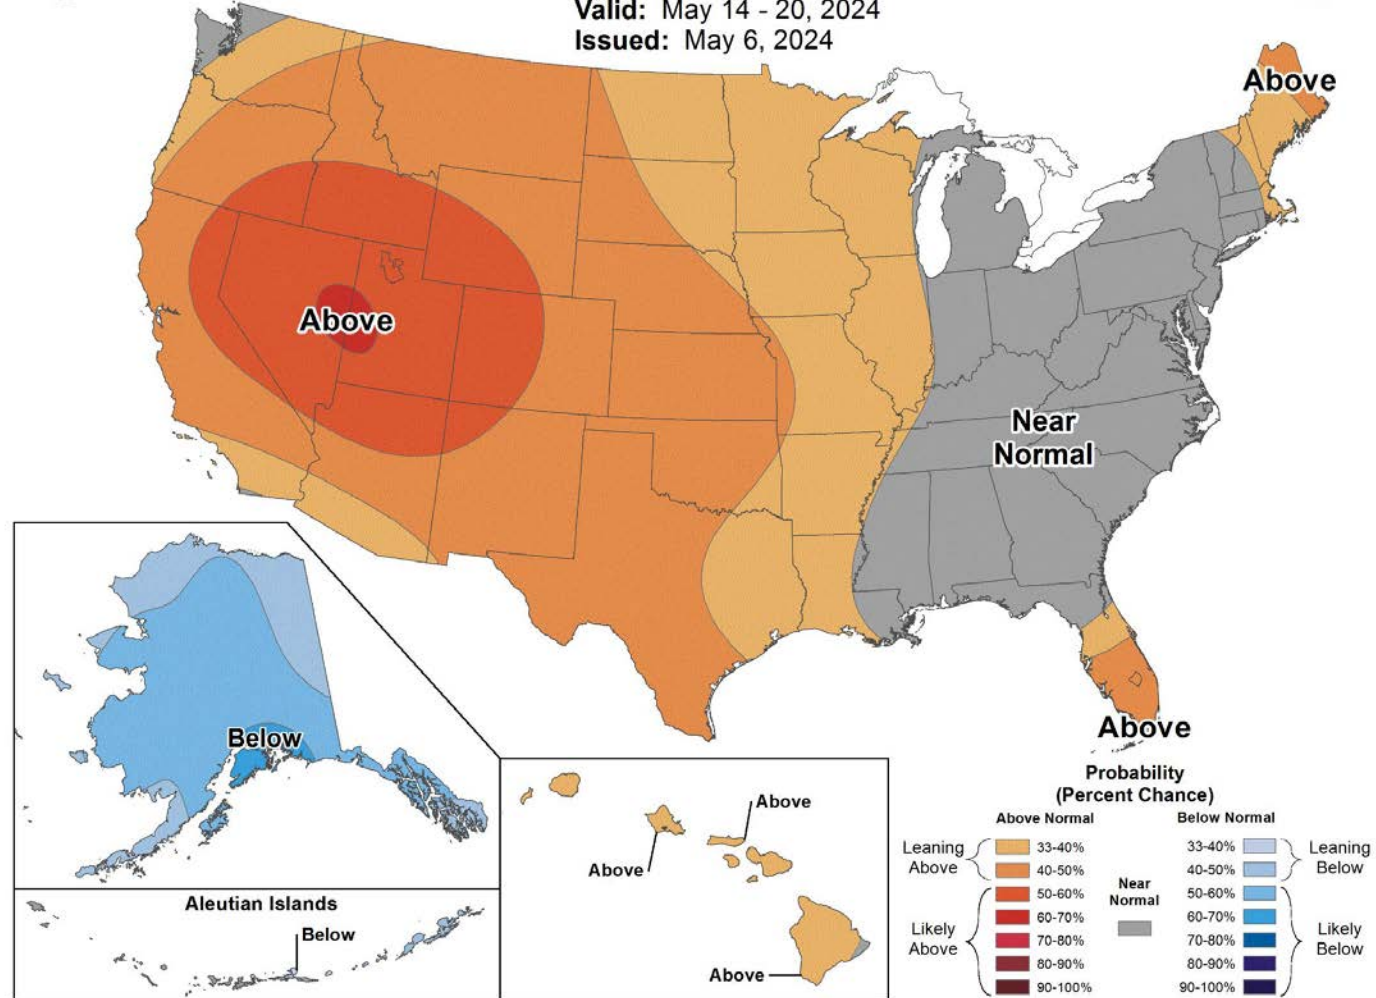 Valid: May 14 - 20, 2024
Issued: May 6, 2024
Above
Above
Near
Normal
Above
Below
Aleutian Islands
Below
Above
Above
Above
Probability
(Percent Chance)
Above Normal
Below Normal
Leaning
Above
33-40%
40-50%
Likely
Above
50-60%
60-70%
70-80%
80-90%
90-100%
Near
Normal
33-40%
40-50%
Leaning
Below
50-60%
60-70%
70-80%
80-90%
90-100%
Likely
Below